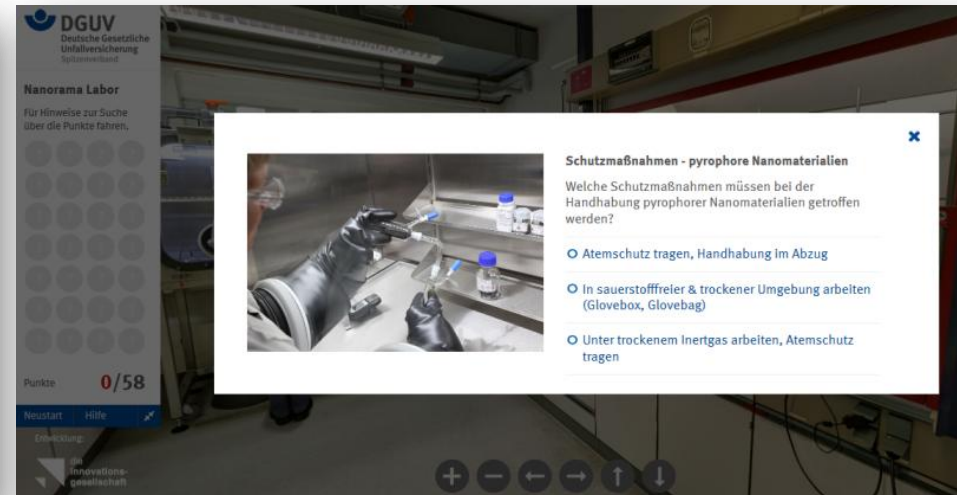 DGUV
Deutsche Gesetzliche
Unfallversicherung
Spitzenverband
Nanorama Labor
Für Hinweise zur Suche
über die Punkte fahren.
Punkte 0/58
Neustart Hilfe
Entwicklung:
die
innovations-
gesellschaft
Schutzmaßnahmen - pyrophore Nanomaterialien
Welche Schutzmaßnahmen müssen bei der
Handhabung pyrophorer Nanomaterialien getroffen
werden?
Atemschutz tragen, Handhabung im Abzug
In sauerstofffreier & trockener Umgebung arbeiten
(Glovebox, Glovebag)
Unter trockenem Inertgas arbeiten, Atemschutz
tragen